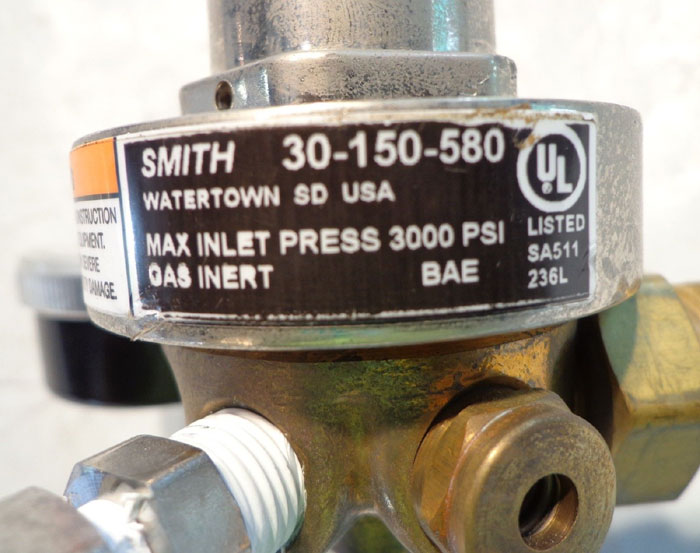 SMITH 30-150-580
WATERTOWN SD USA
MAX INLET PRESS 3000 PSI
GAS INERT BAE
UL
®
LISTED
SA511
236L
DAMAGE.